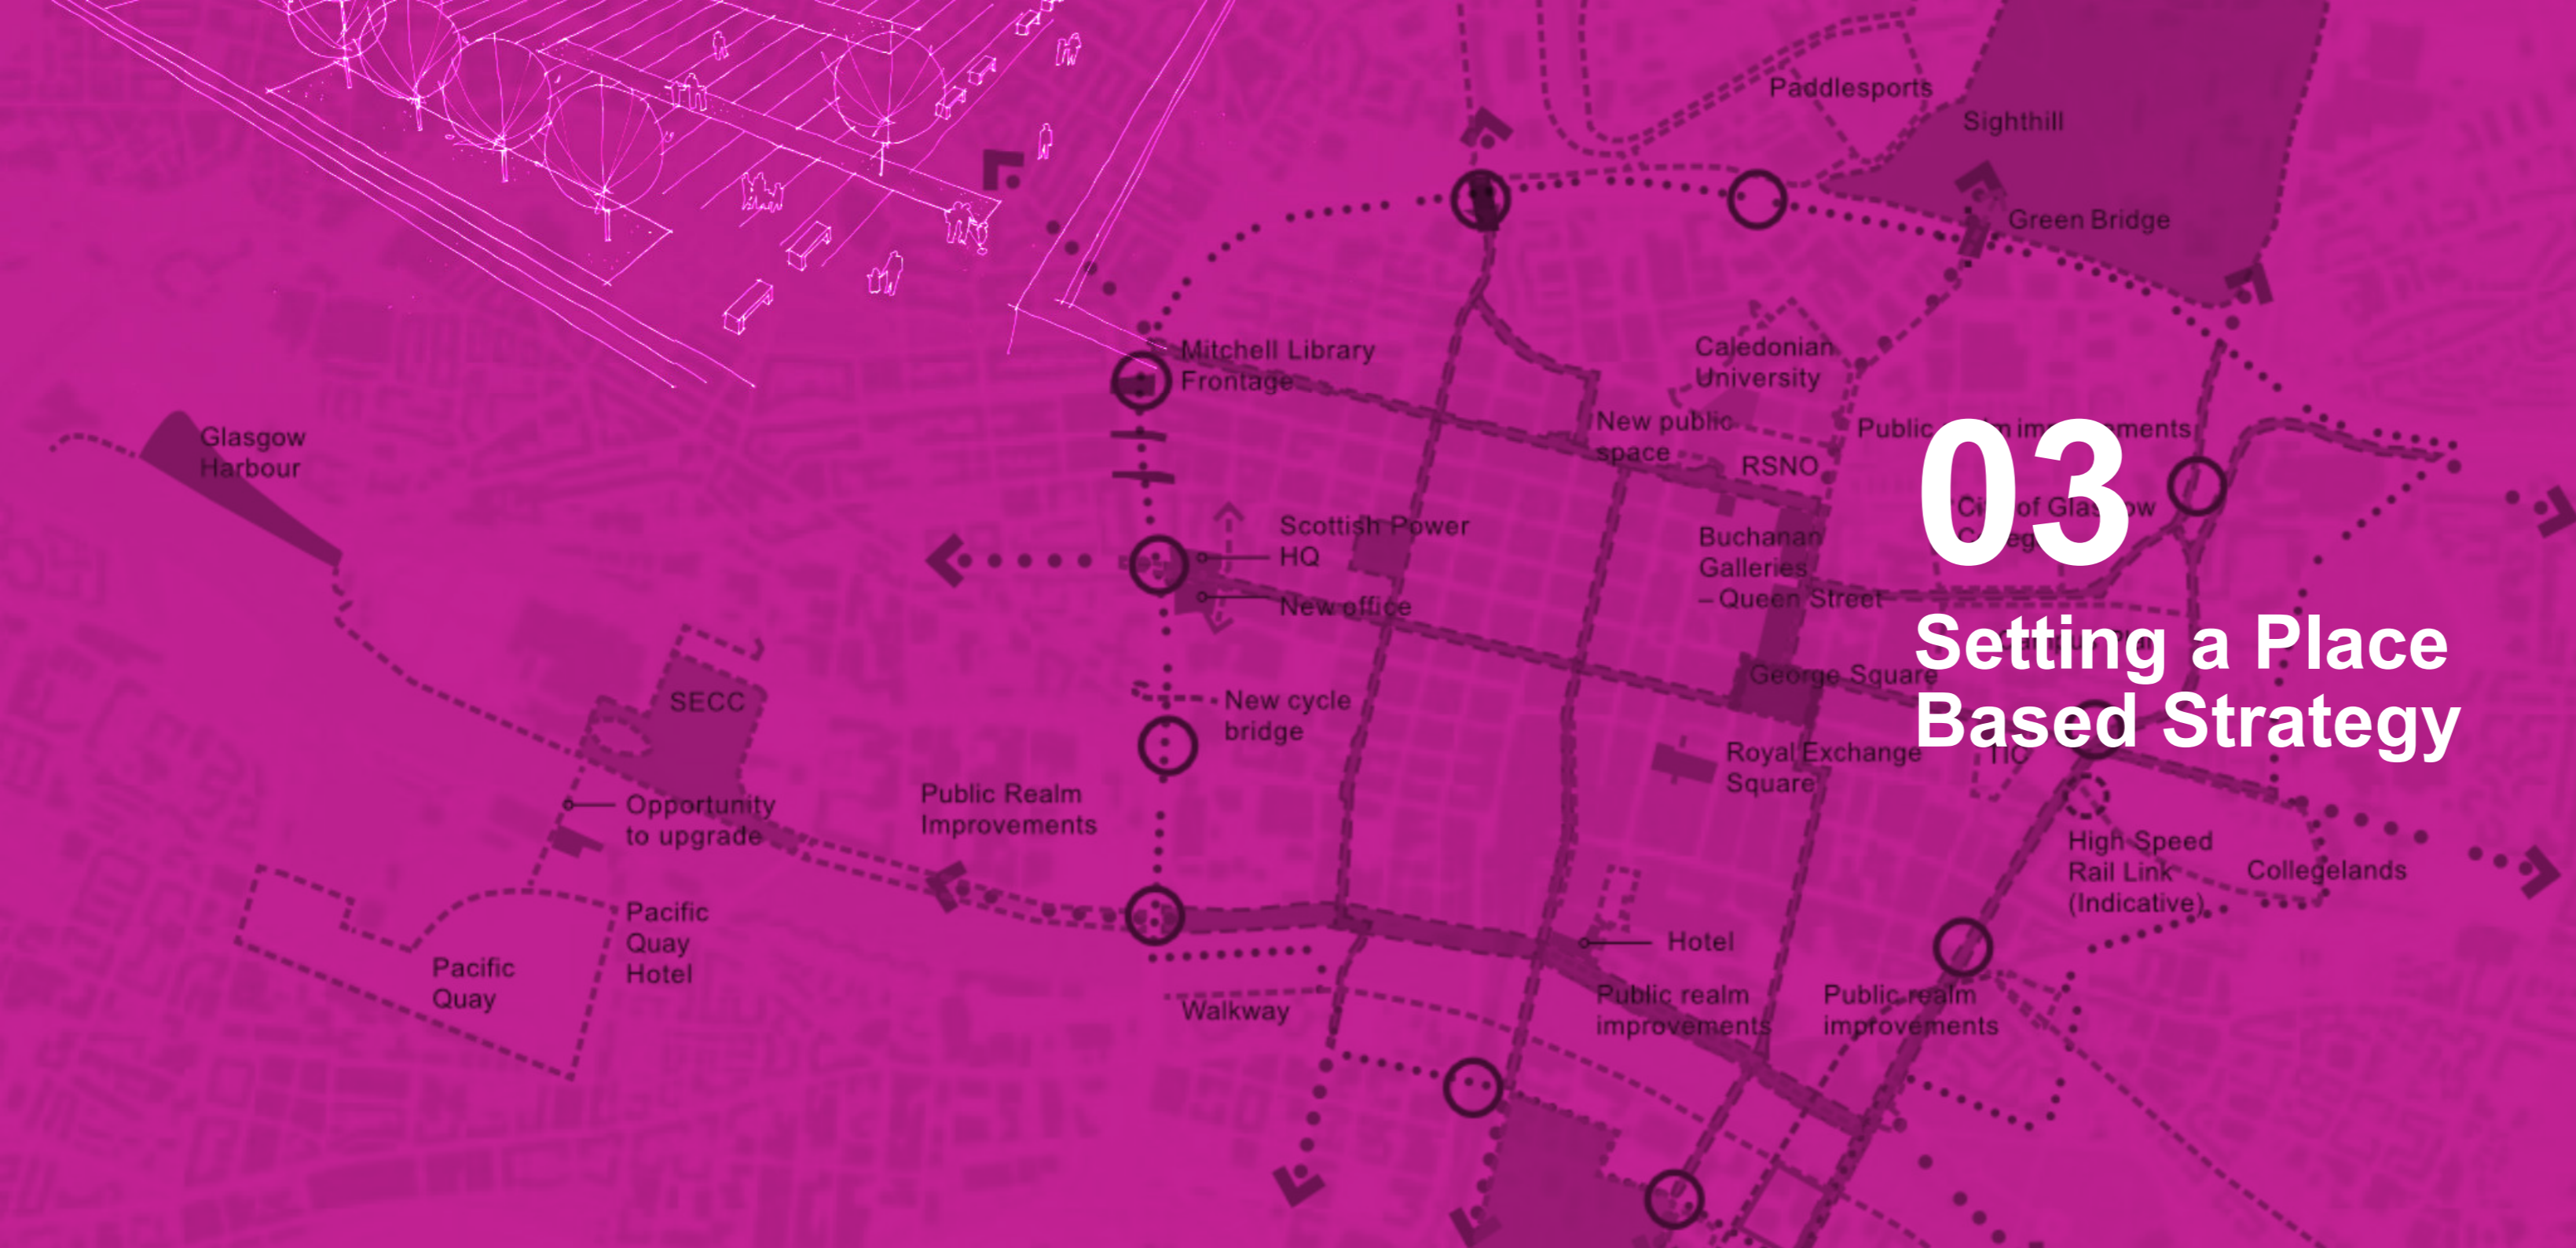 Paddlesports
Sighthill
Green Bridge
Mitchell Library
Frontage
Caledonian
University
New public
space
RSNO
Public
Glasgow
Harbour
Scottish Power
HQ
New office
Buchanan
Galleries
– Queen Street
03
Setting a Place
Based Strategy
SECC
New cycle
bridge
George Square
Royal Exchange
Square
TIC
Opportunity
to upgrade
Public Realm
Improvements
High Speed
Rail Link
(Indicative)
Collegelands
Pacific
Quay
Hotel
Pacific
Quay
Hotel
Walkway
Public realm
improvements
Public realm
improvements